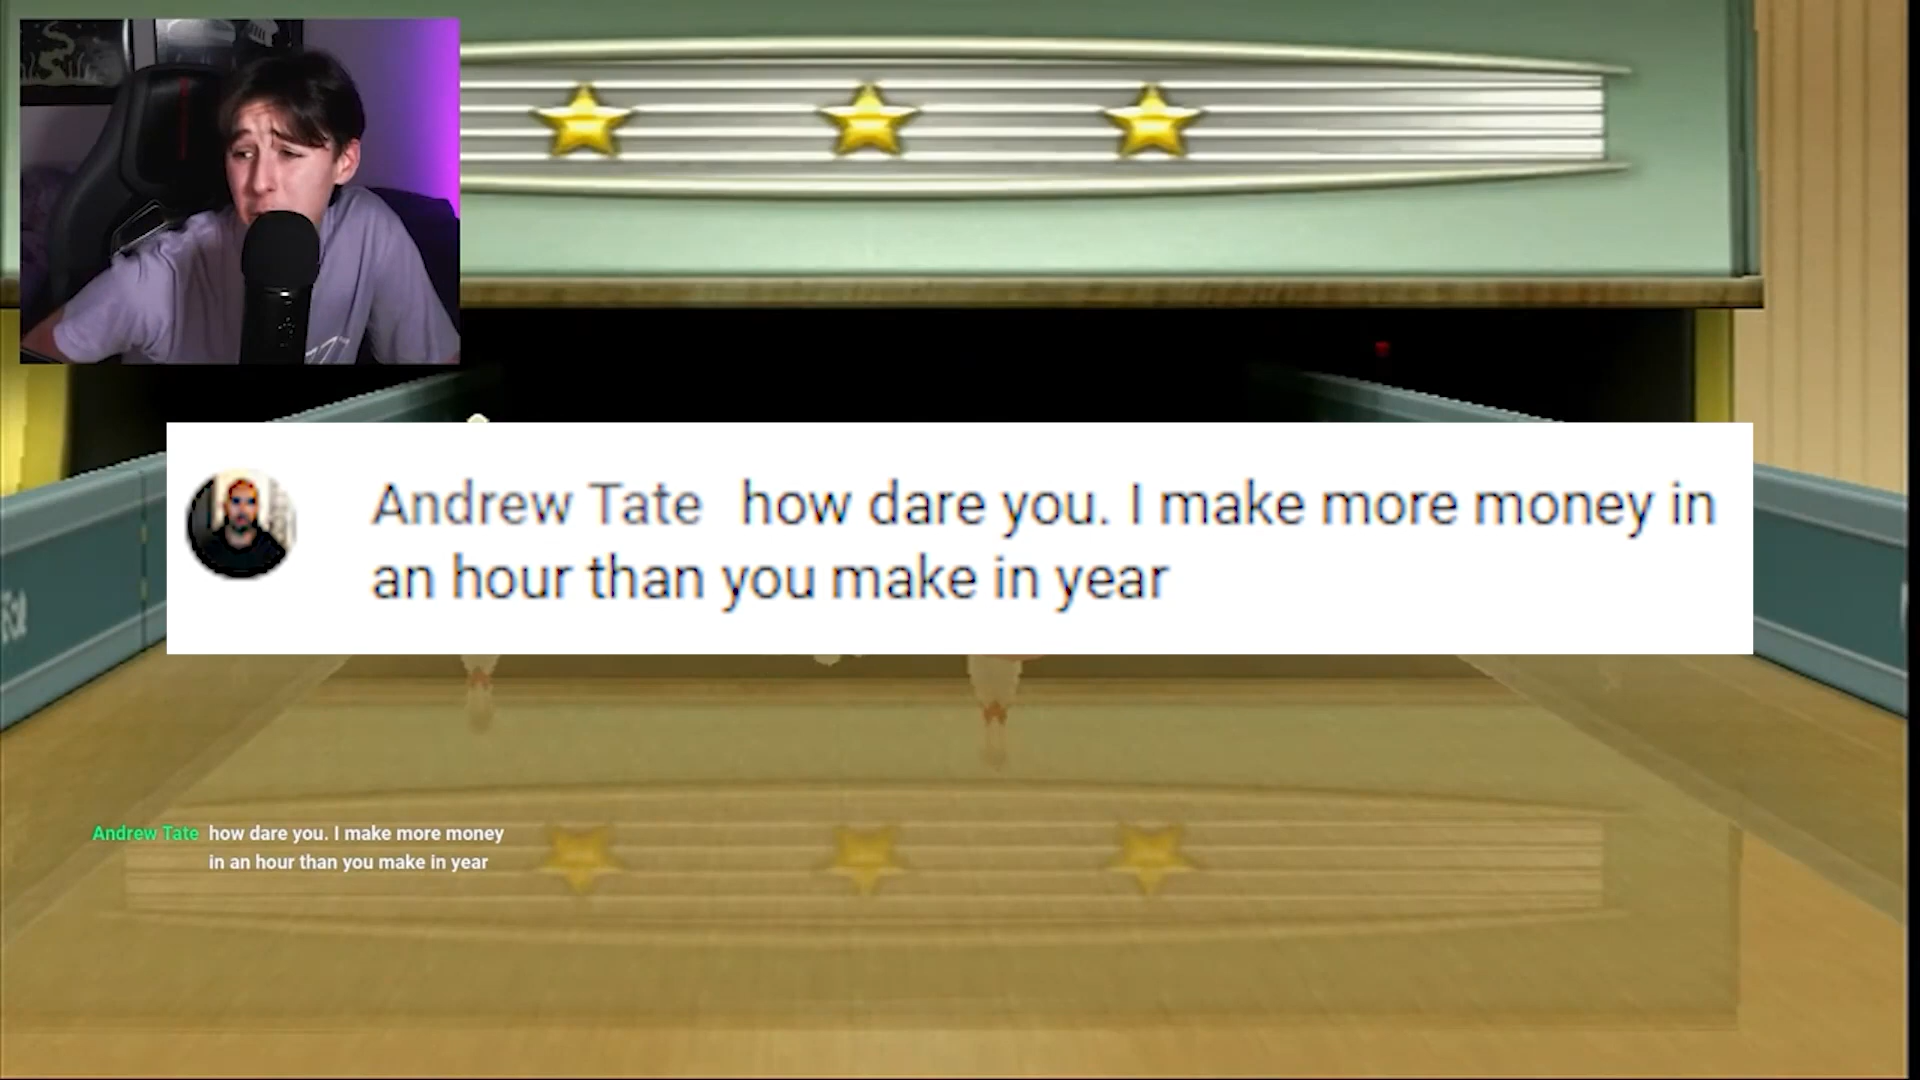 Andrew Tate how dare you. I make more money in
an hour than you make in year
Andrew Tate how dare you. I make more money
in an hour than you make in year